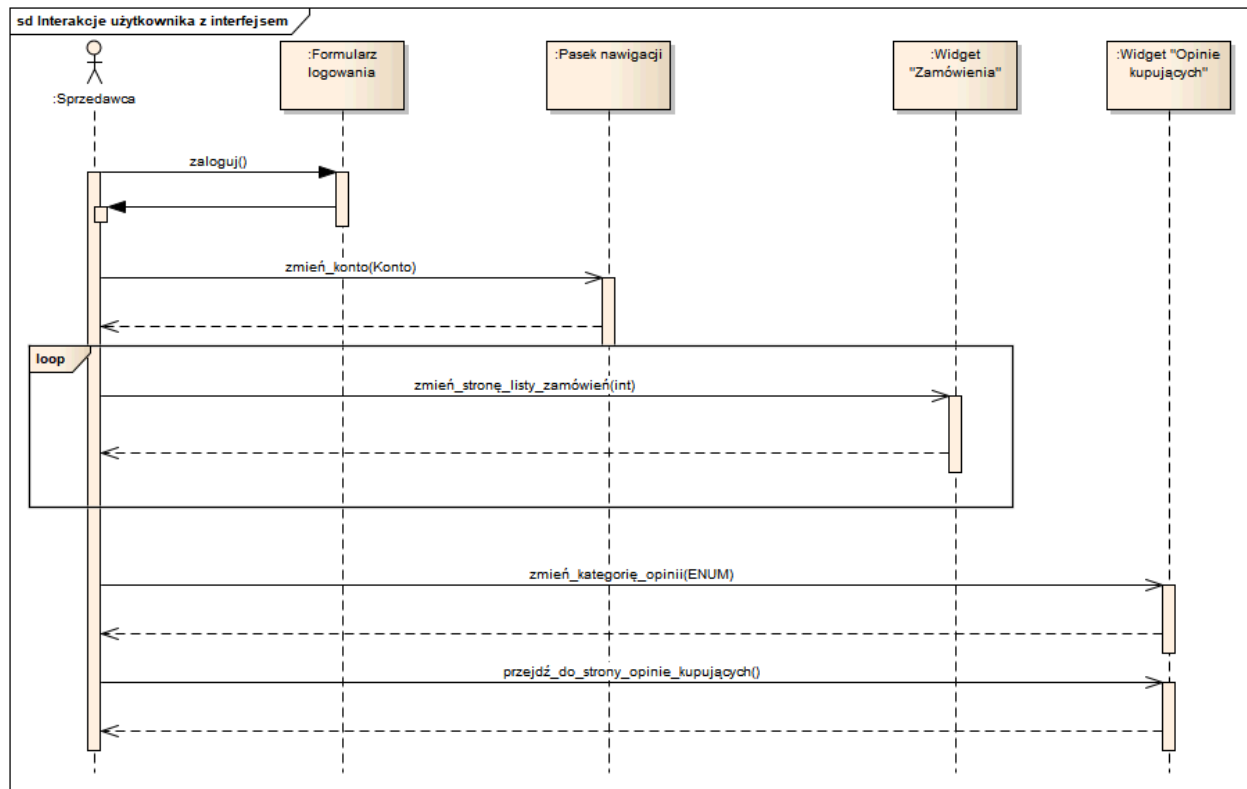 sd Interakcje użytkownika z interfejsem
:Sprzedawca
:Formularz
logowania
:Pasek nawigacji
:Widget
"Zamówienia"
:Widget "Opinie
kupujących"
zaloguj()
zmień_konto(Konto)
loop
zmień_stronę_listy_zamówień(int)
zmień_kategorię_opinii(ENUM)
przejdź_do_strony_opinie_kupujących()